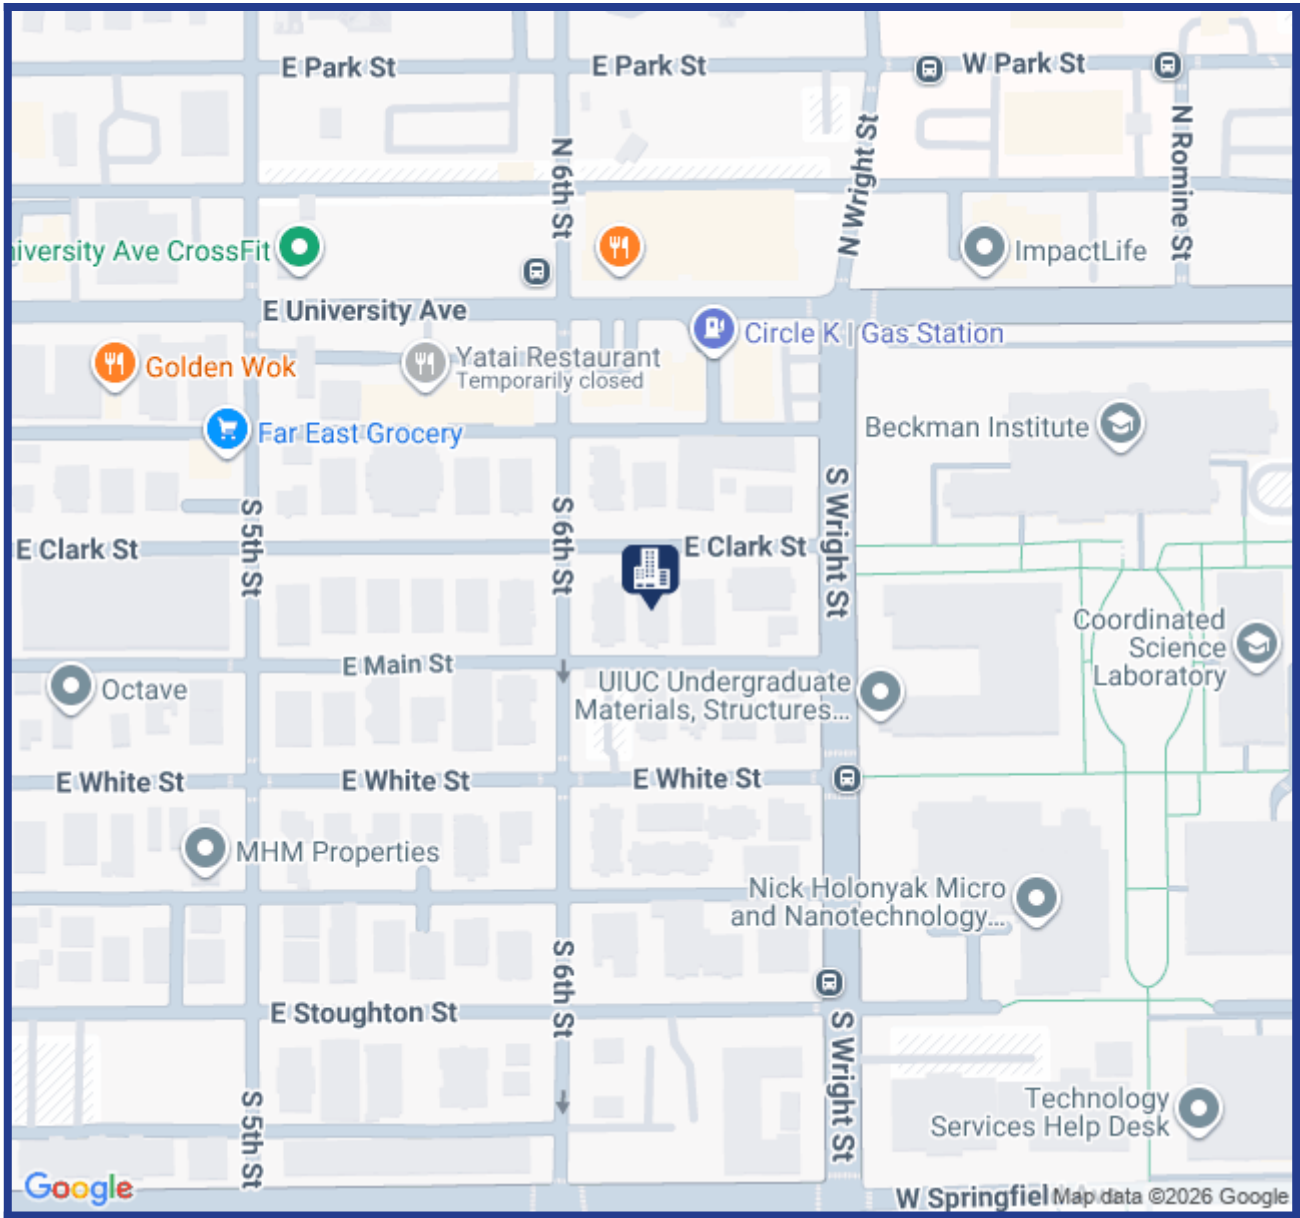 E Park St
E Park St
W Park St
N 6th St
N Wright St
N Romine St
niversity Ave CrossFit
ImpactLife
E University Ave
Circle K | Gas Station
Golden Wok
Yatai Restaurant
Temporarily closed
Beckman Institute
Far East Grocery
S 5th St
S 6th St
S Wright St
E Clark St
E Clark St
Coordinated
Science
Laboratory
E Main St
Octave
UIUC Undergraduate
Materials, Structures...
E White St
E White St
E White St
MHM Properties
Nick Holonyak Micro
and Nanotechnology...
S 6th St
E Stoughton St
S Wright St
S 5th St
Technology
Services Help Desk
Google
W Springfiel
Map data ©2026 Google